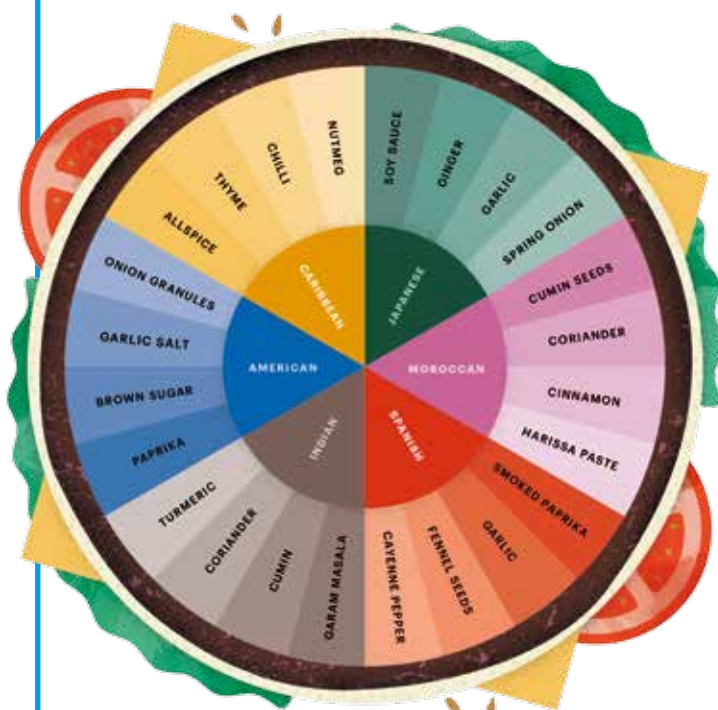 JAPANESE
SOY SAUCE
GINGER
GARLIC
SPRING ONION
MOROCCAN
CUMIN SEEDS
CORIANDER
CINNAMON
HARISSA PASTE
SPANISH
SMOKED PAPRIKA
GARLIC
FENNEL SEEDS
CAYENNE PEPPER
INDIAN
GARAM MASALA
CUMIN
CORIANDER
TURMERIC
AMERICAN
PAPRIKA
BROWN SUGAR
GARLIC SALT
ONION GRANULES
CARIBBEAN
ALLSPICE
THYME
CHILLI
NUTMEG